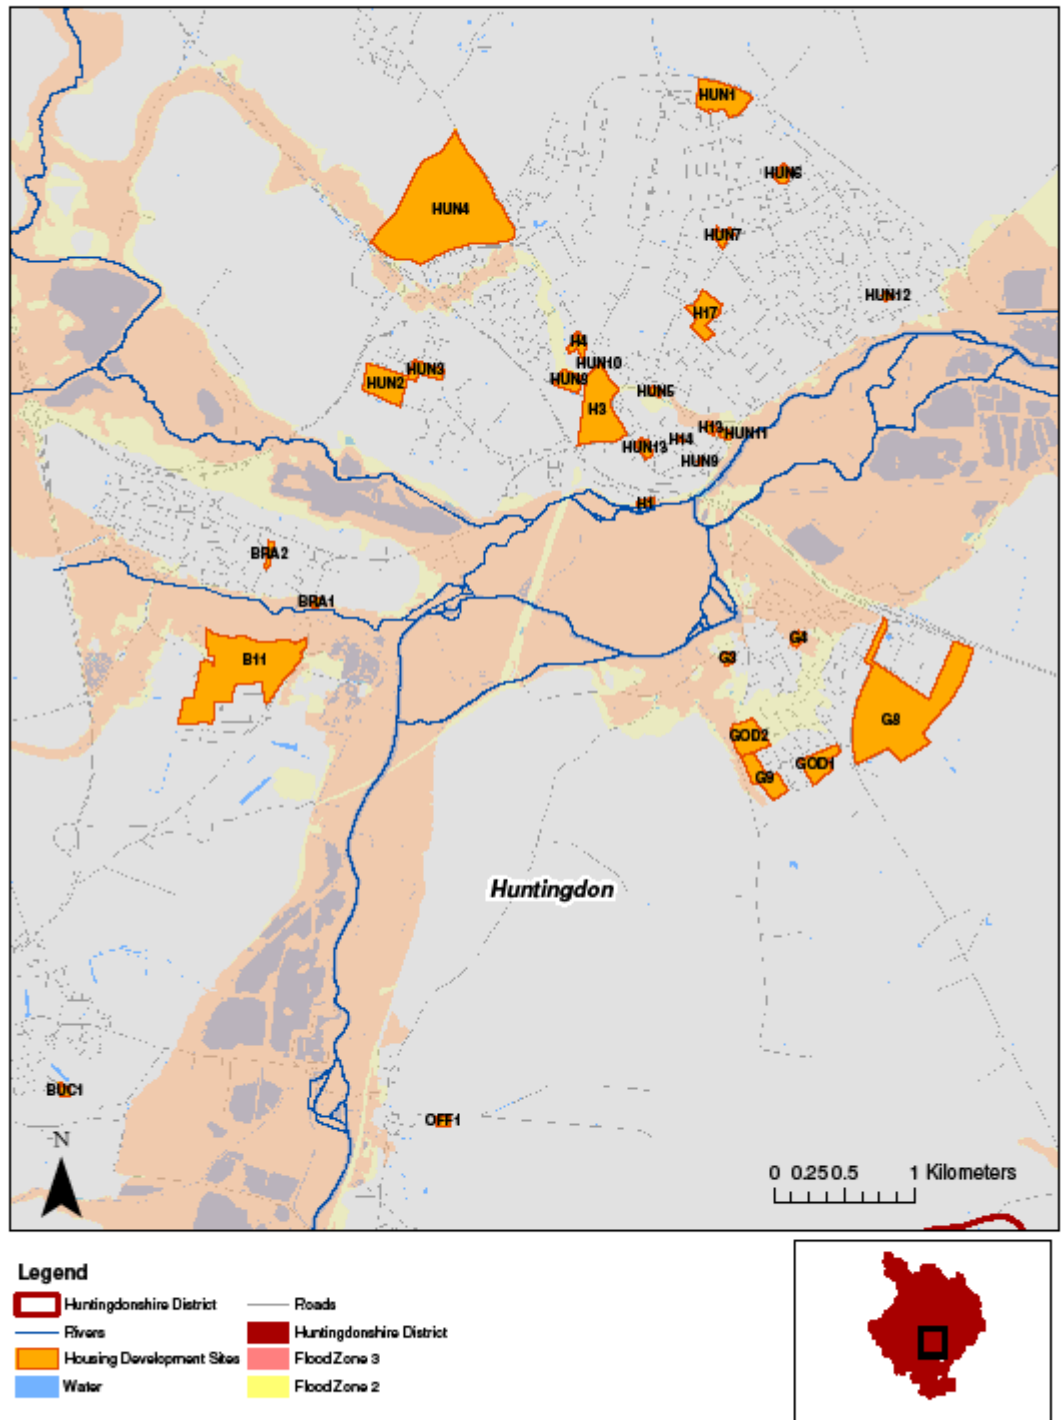 HUN1
HUN6
HUN4
HUN7
HUN12
H17
H4
HUN10
HUN3
HUN8
HUN2
HUN5
H3
H13
HUN11
H14
HUN13
HUN9
H1
BRA2
BRA1
G4
G3
B11
G8
GOD2
GOD1
G9
Huntingdon
BUC1
OFF1
N
0 0.25 0.5 1 Kilometers
Legend
Huntingdonshire District
Roads
Rivers
Huntingdonshire District
Housing Development Sites
Flood Zone 3
Water
Flood Zone 2